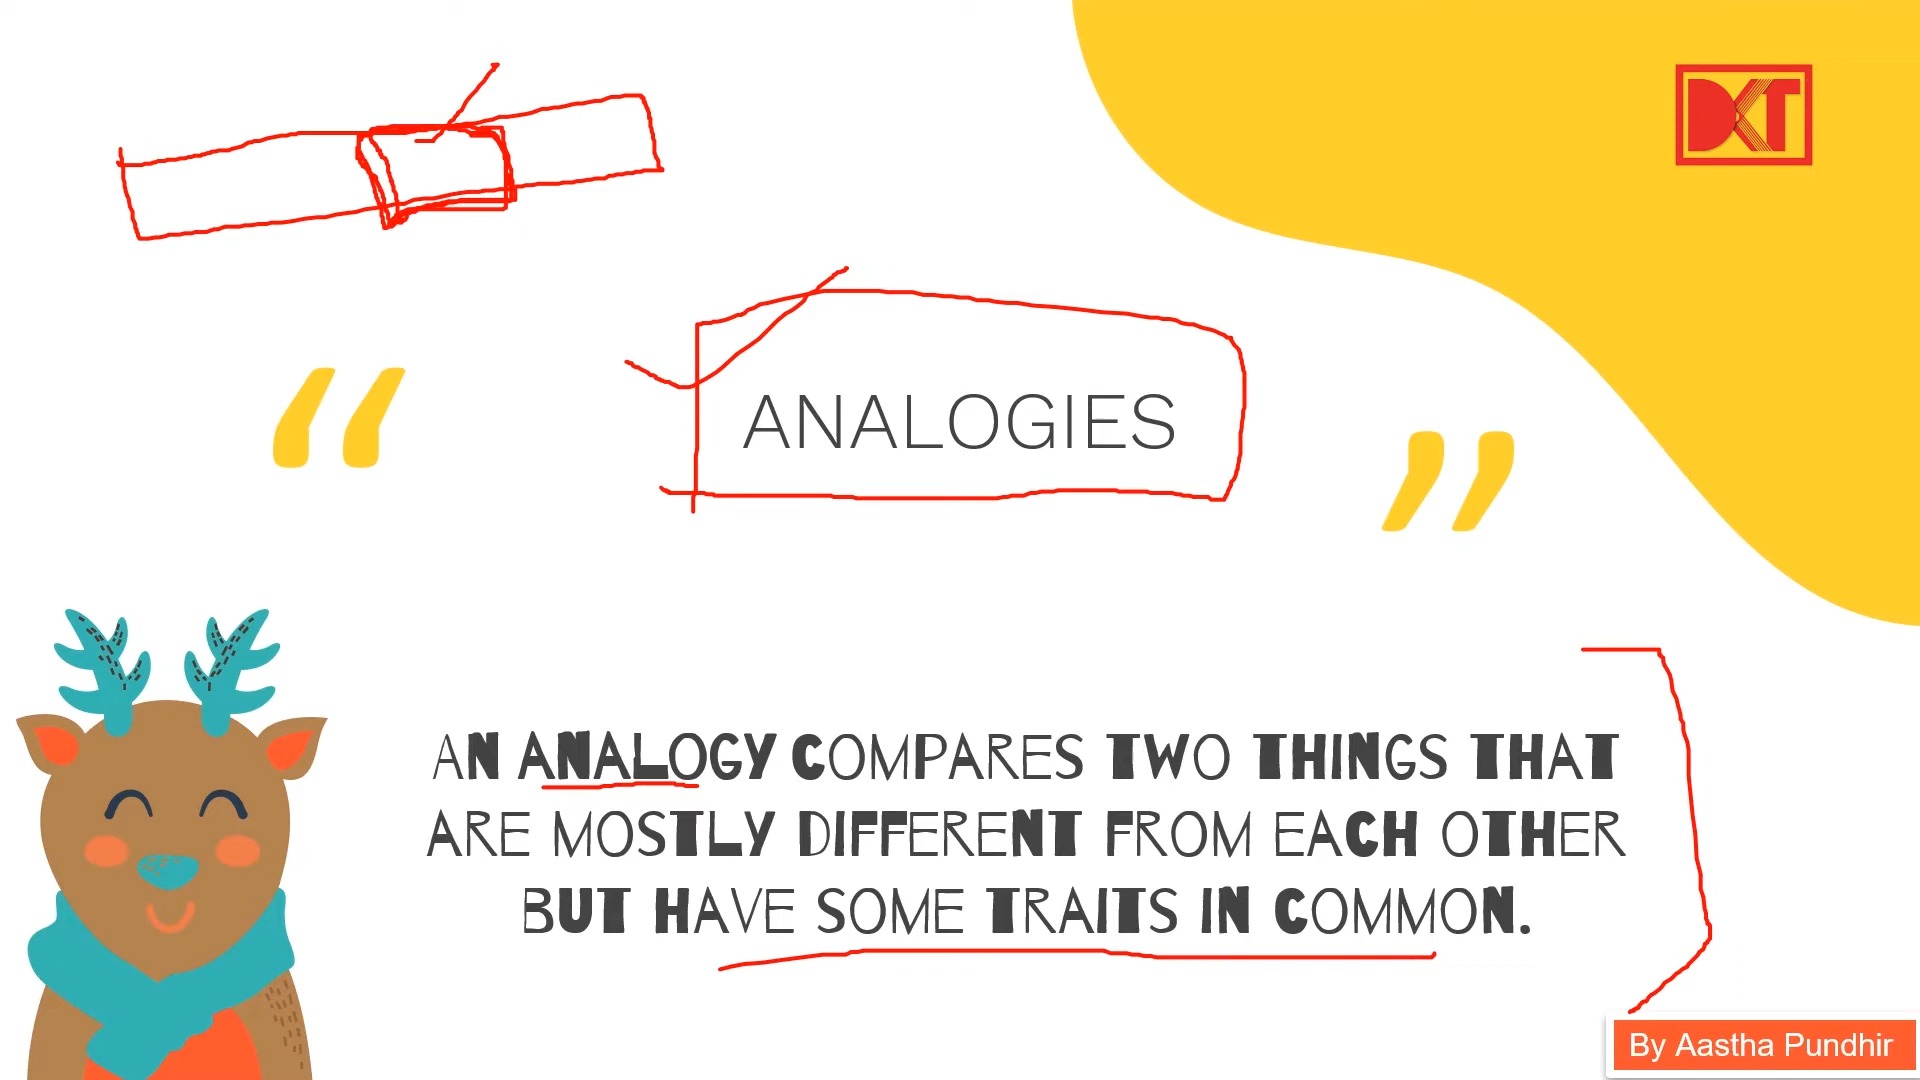 DKT
ANALOGIES
AN ANALOGY COMPARES TWO THINGS THAT
ARE MOSTLY DIFFERENT FROM EACH OTHER
BUT HAVE SOME TRAITS IN COMMON.
By Aastha Pundhir